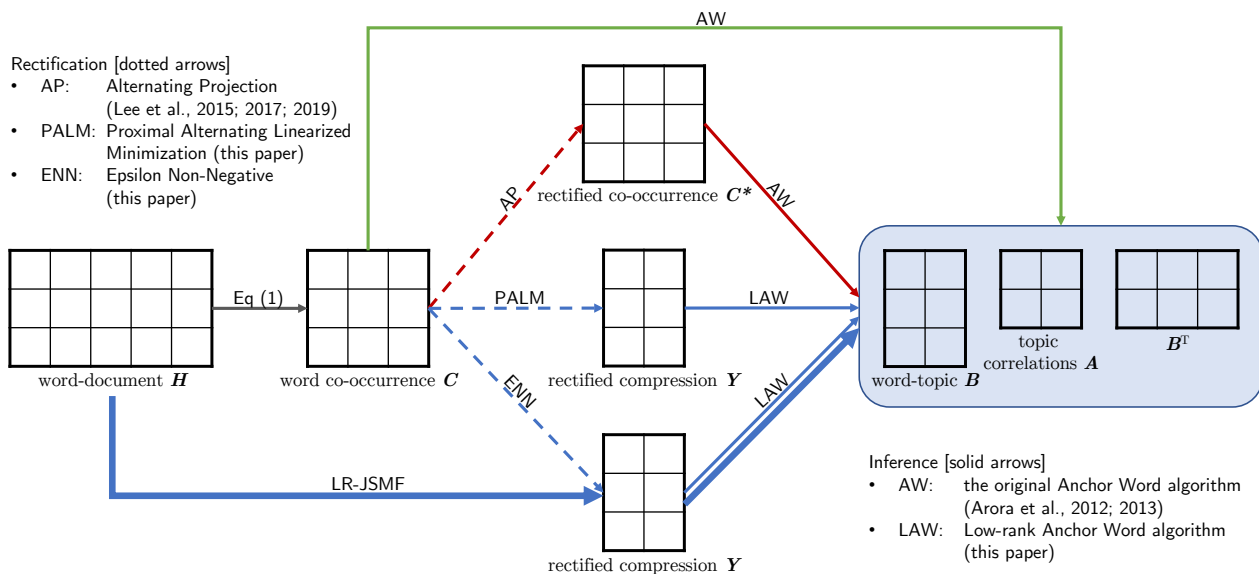 AW
Rectification [dotted arrows]
• AP: Alternating Projection
(Lee et al., 2015; 2017; 2019)
• PALM: Proximal Alternating Linearized
Minimization (this paper)
• ENN: Epsilon Non-Negative
(this paper)
rectified co-occurrence C*
AP
AW
Eq (1)
PALM
LAW
word-document H
word co-occurrence C
rectified compression Y
word-topic B
topic
correlations A
Bᵀ
ENN
LAW
LR-JSMF
rectified compression Y
Inference [solid arrows]
• AW: the original Anchor Word algorithm
(Arora et al., 2012; 2013)
• LAW: Low-rank Anchor Word algorithm
(this paper)